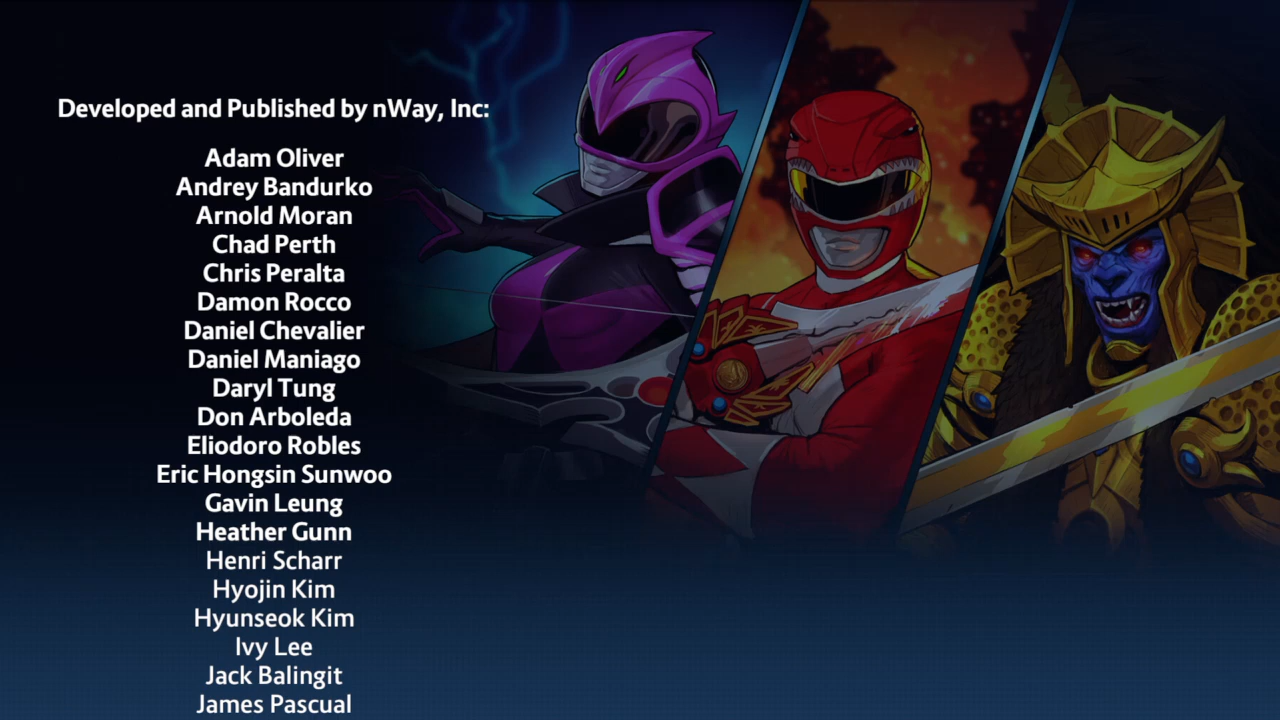 Developed and Published by nWay, Inc:
Adam Oliver
Andrey Bandurko
Arnold Moran
Chad Perth
Chris Peralta
Damon Rocco
Daniel Chevalier
Daniel Maniago
Daryl Tung
Don Arboleda
Eliodoro Robles
Eric Hongsin Sunwoo
Gavin Leung
Heather Gunn
Henri Scharr
Hyojin Kim
Hyunseok Kim
Ivy Lee
Jack Balingit
James Pascual